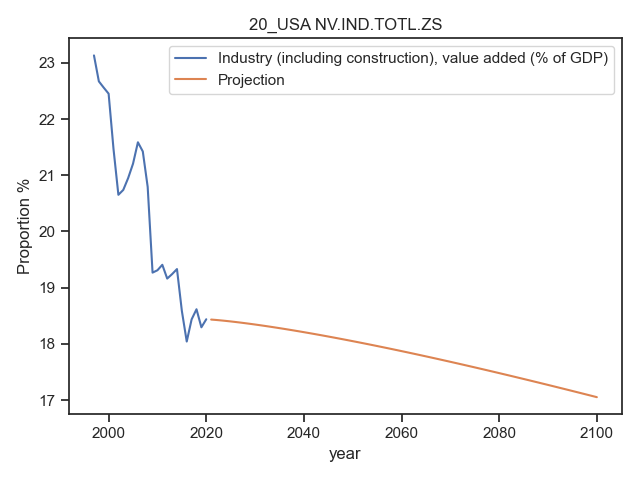 20_USA NV.IND.TOTL.ZS
Industry (including construction), value added (% of GDP)
Projection
Proportion %
23
22
21
20
19
18
17
2000
2020
2040
2060
2080
2100
year